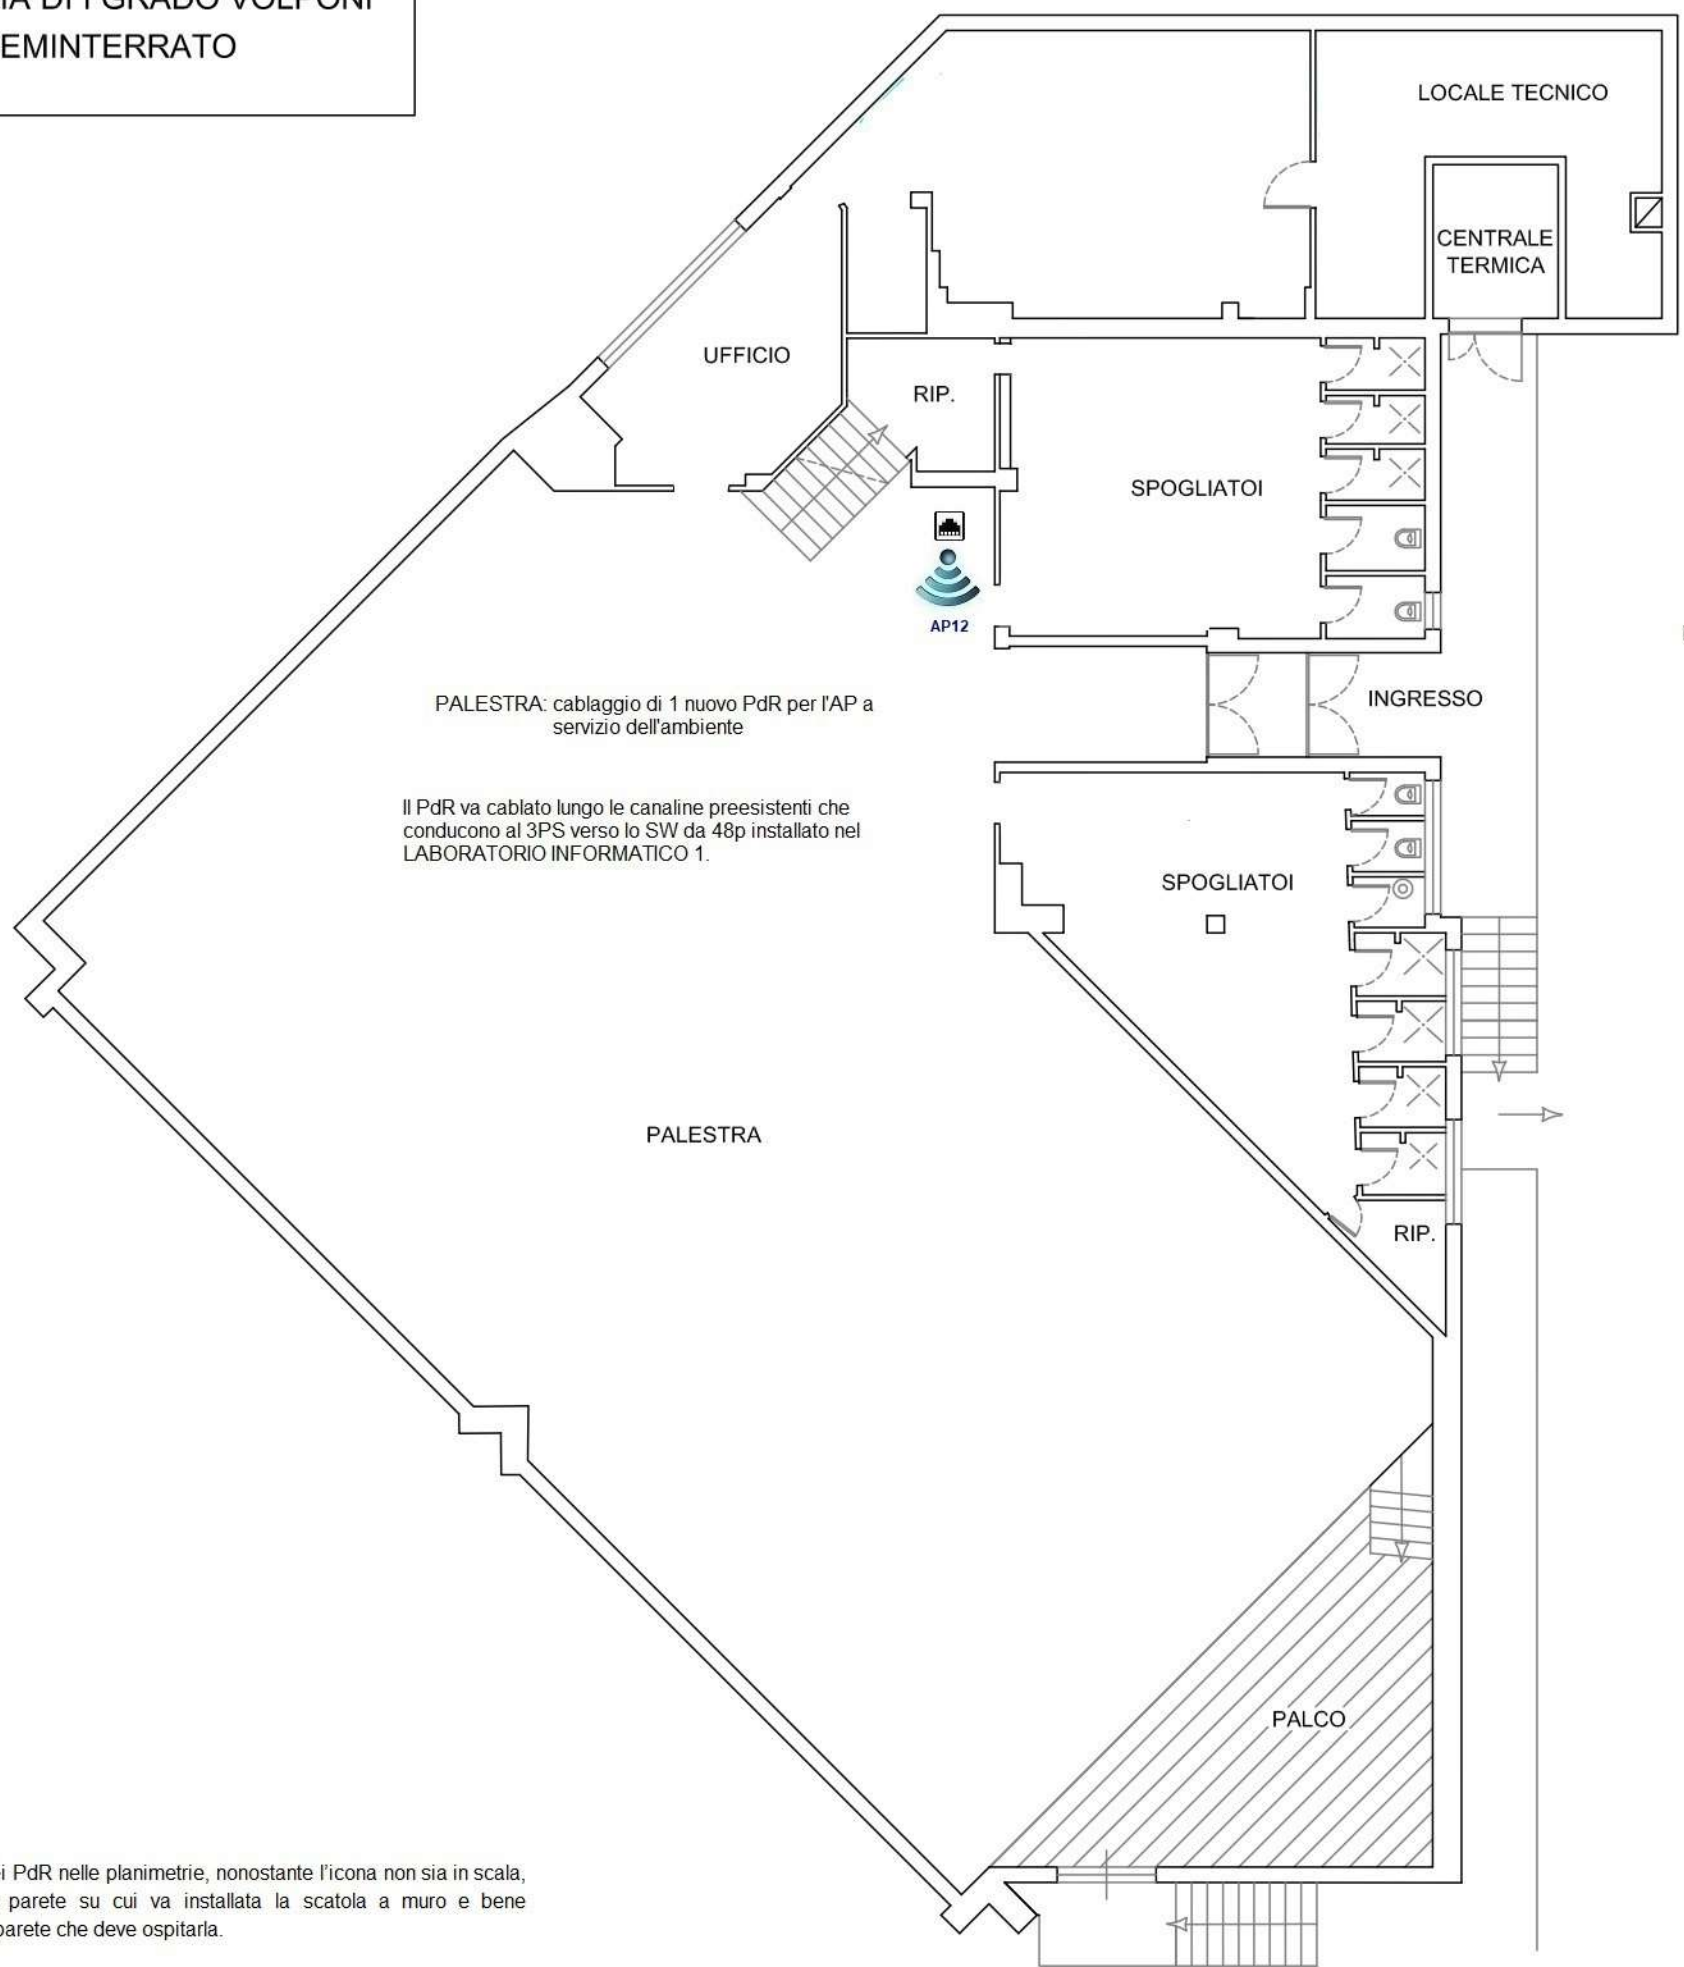 DI I GRADO VOLPONI
EMINTERRATO
LOCALE TECNICO
CENTRALE
TERMICA
UFFICIO
RIP.
SPOGLIATOI
AP12
INGRESSO
PALESTRA: cablaggio di 1 nuovo PdR per l'AP a
servizio dell'ambiente
Il PdR va cablato lungo le canaline preesistenti che
conducono al 3PS verso lo SW da 48p installato nel
LABORATORIO INFORMATICO 1.
SPOGLIATOI
PALESTRA
RIP.
PALCO
i PdR nelle planimetrie, nonostante l'icona non sia in scala,
parete su cui va installata la scatola a muro e bene
parete che deve ospitarla.